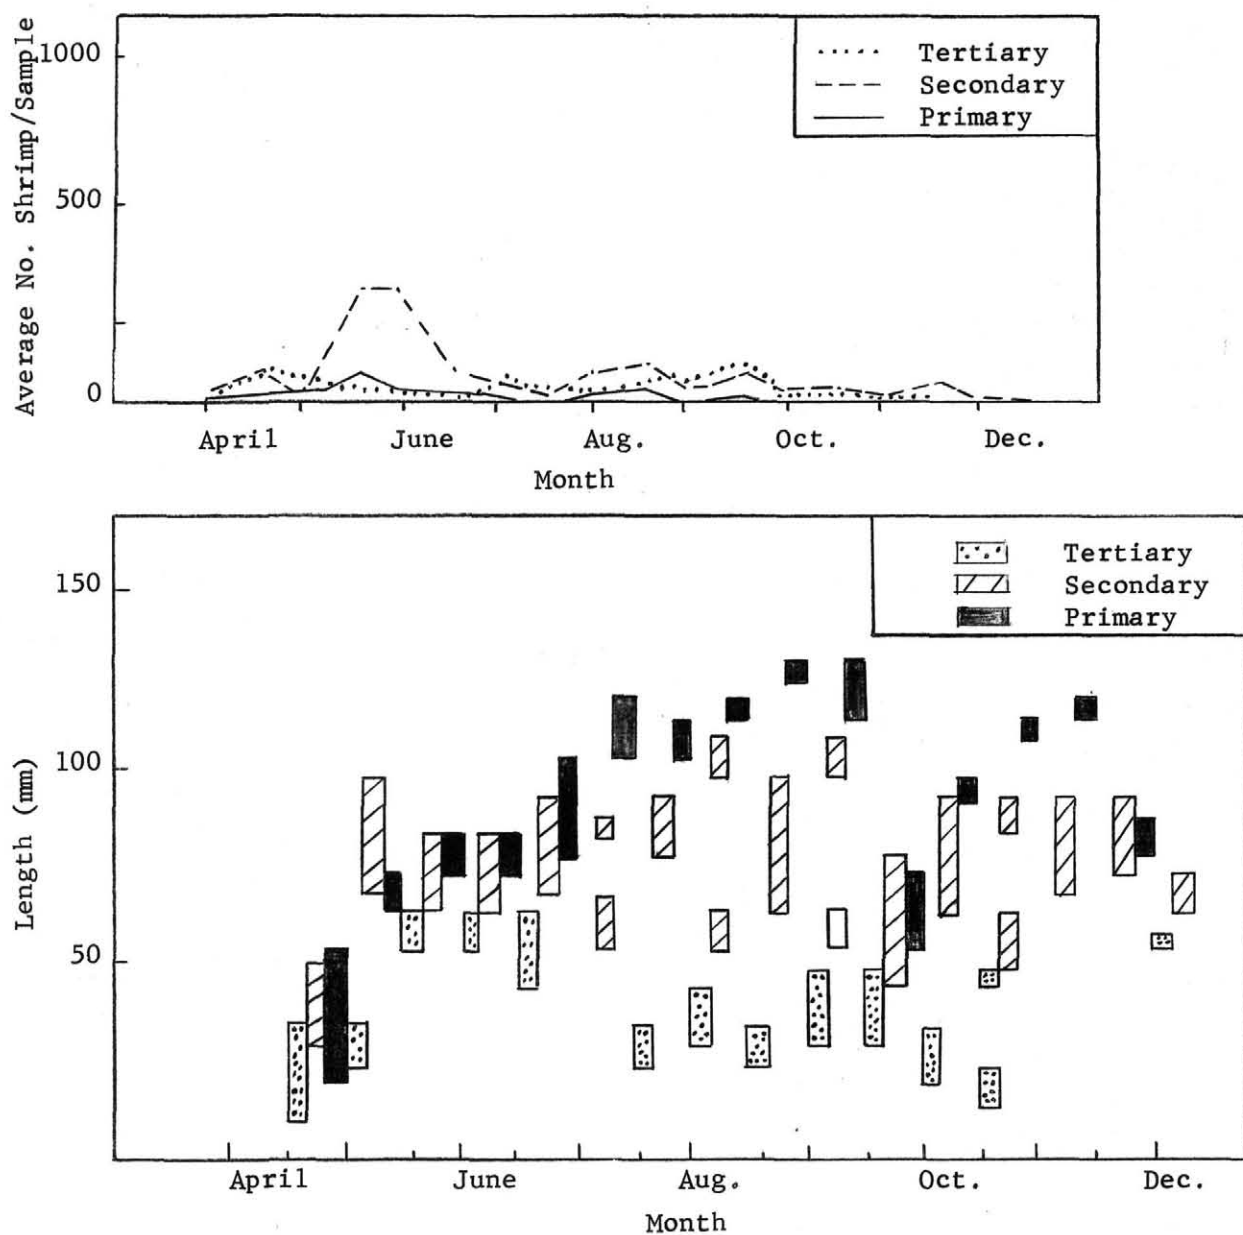 Average No. Shrimp/Sample
1000
500
0
Tertiary
Secondary
Primary
April June Aug. Oct. Dec.
Month
Length (mm)
150
100
50
Tertiary
Secondary
Primary
April June Aug. Oct. Dec.
Month